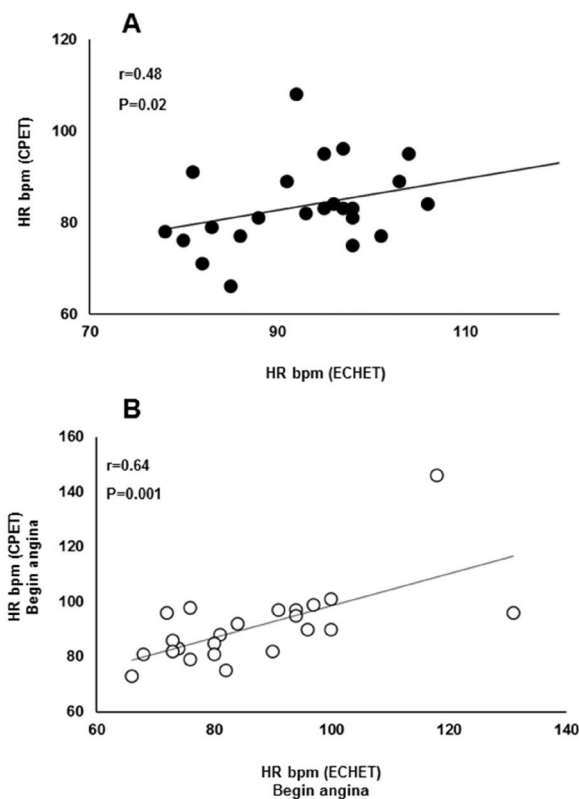 A
r=0.48
P=0.02
HR bpm (CPET)
120
100
80
60
70
90
110
HR bpm (ECHET)
B
r=0.64
P=0.001
HR bpm (CPET)
Begin angina
160
140
120
100
80
60
60
80
100
120
140
HR bpm (ECHET)
Begin angina